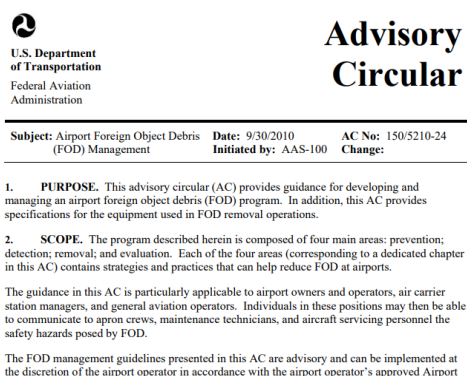 Advisory
Circular
U.S. Department
of Transportation
Federal Aviation
Administration
Subject: Airport Foreign Object Debris
(FOD) Management
Date: 9/30/2010
Initiated by: AAS-100
AC No: 150/5210-24
Change:
1. PURPOSE. This advisory circular (AC) provides guidance for developing and
managing an airport foreign object debris (FOD) program. In addition, this AC provides
specifications for the equipment used in FOD removal operations.
2. SCOPE. The program described herein is composed of four main areas: prevention;
detection; removal; and evaluation. Each of the four areas (corresponding to a dedicated chapter
in this AC) contains strategies and practices that can help reduce FOD at airports.
The guidance in this AC is particularly applicable to airport owners and operators, air carrier
station managers, and general aviation operators. Individuals in these positions may then be able
to communicate to apron crews, maintenance technicians, and aircraft servicing personnel the
safety hazards posed by FOD.
The FOD management guidelines presented in this AC are advisory and can be implemented at
the discretion of the airport operator in accordance with the airport operator's approved Airport